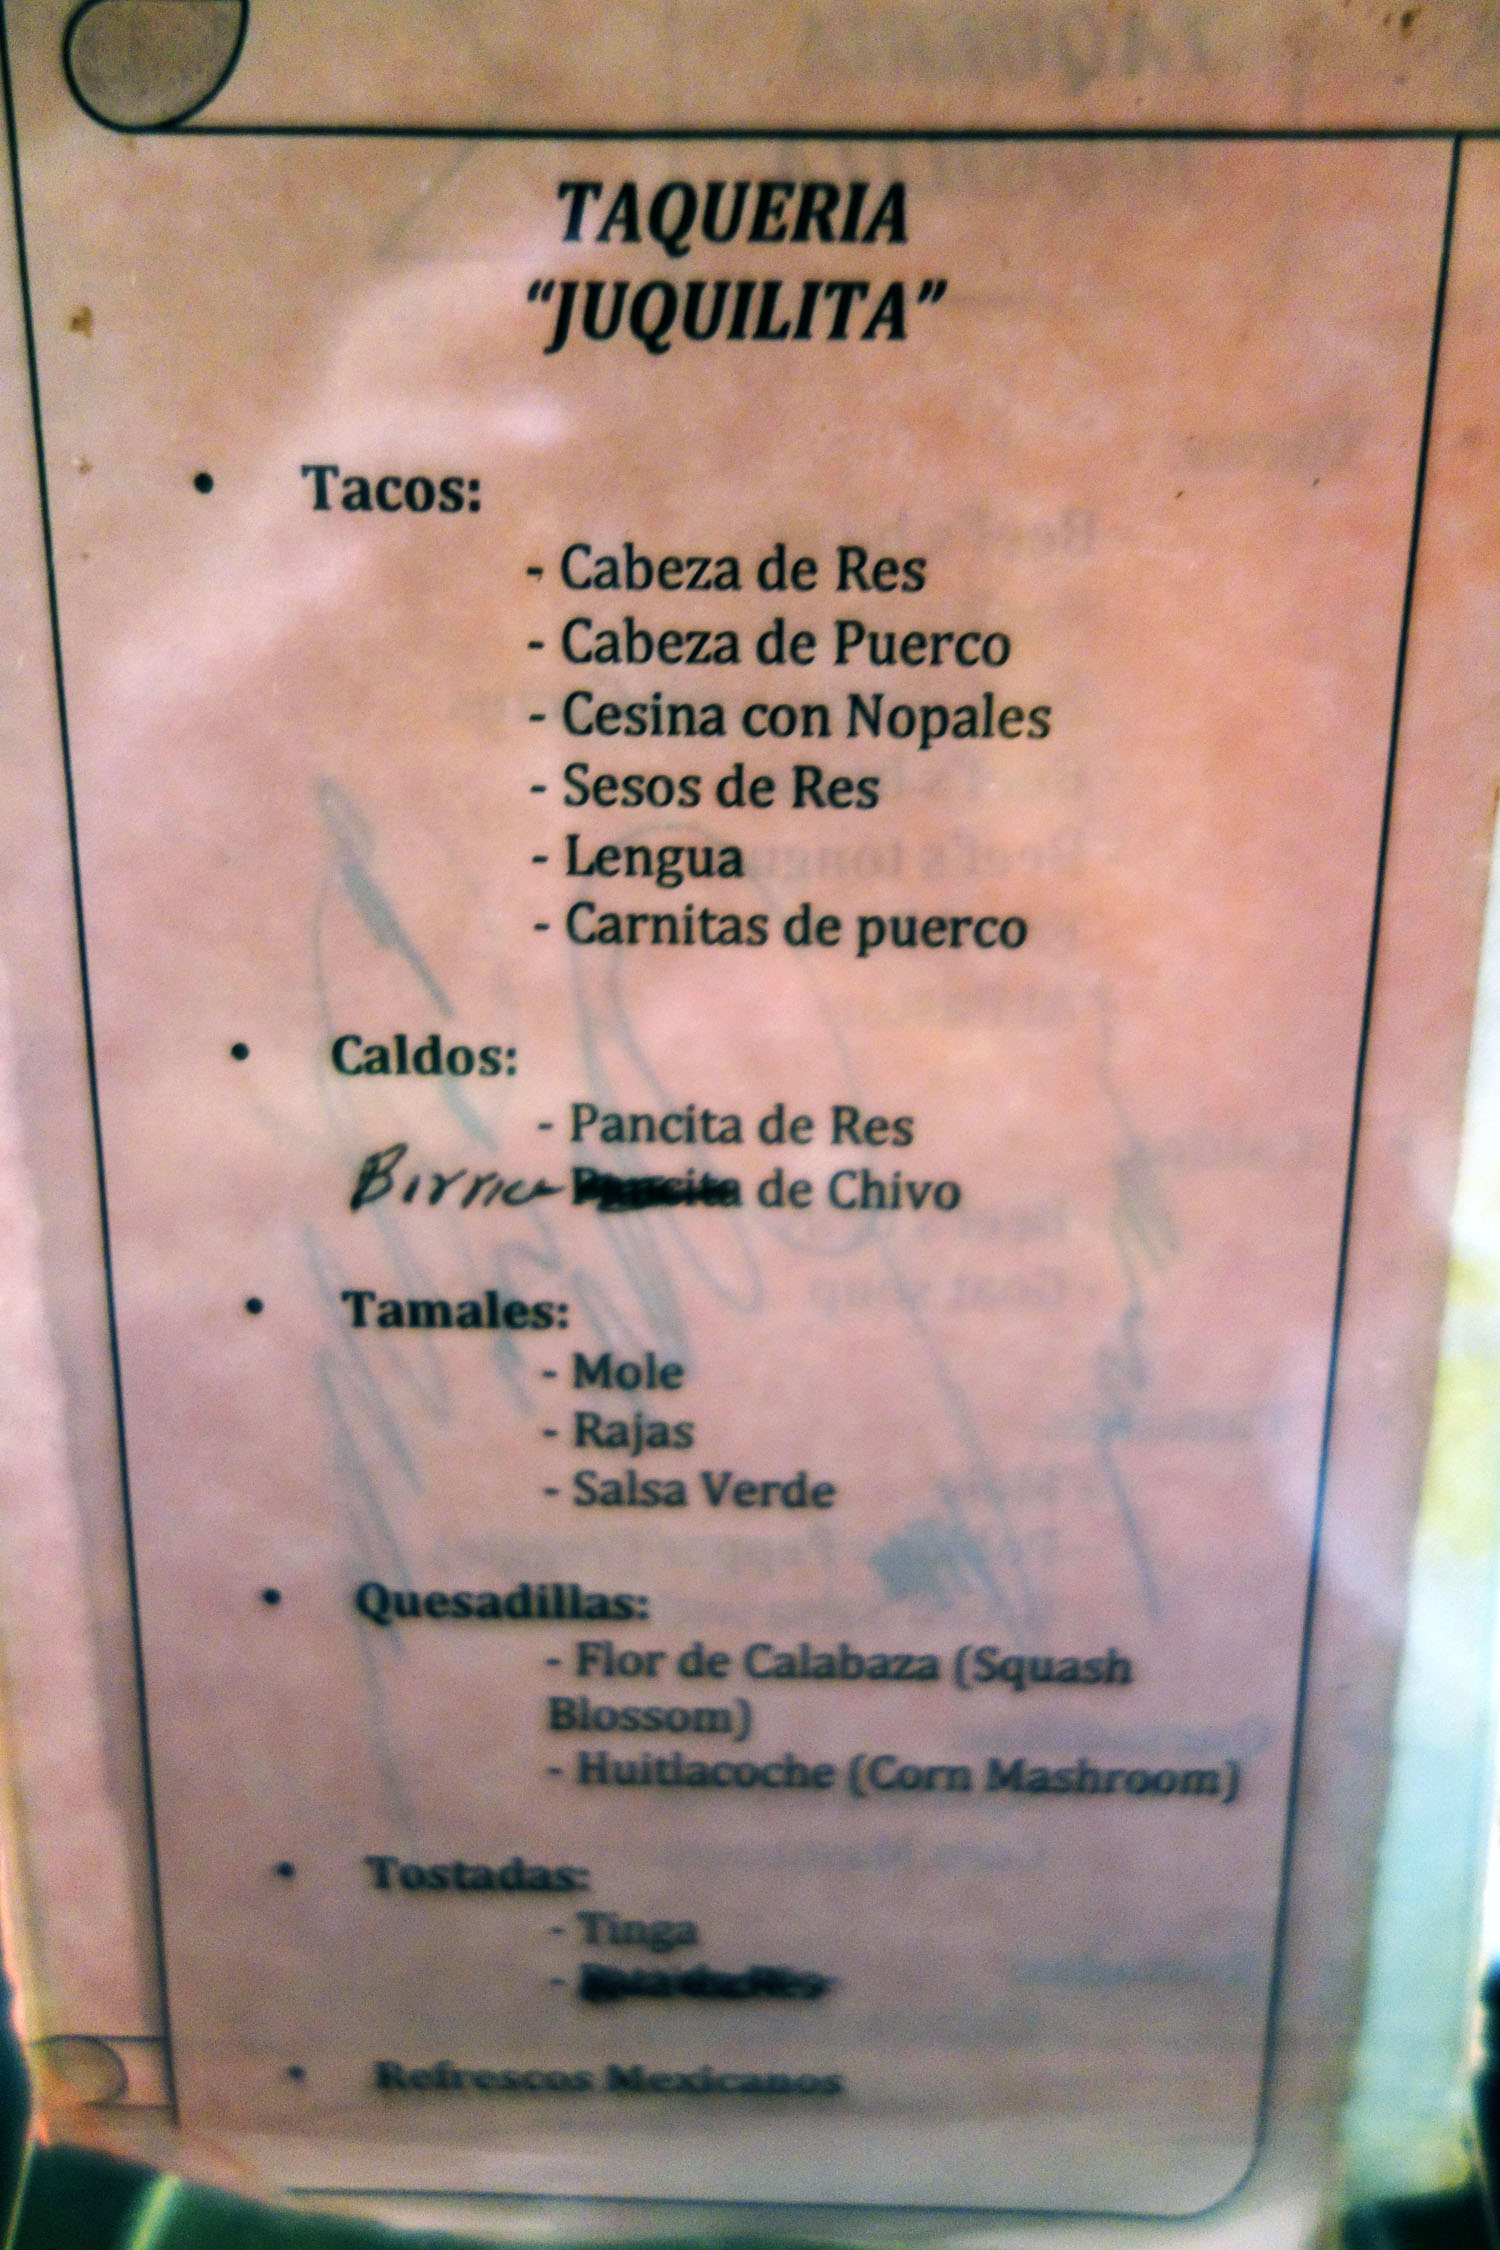 TAQUERIA
“JUQUILITA”
• Tacos:
- Cabeza de Res
- Cabeza de Puerco
- Cesina con Nopales
- Sesos de Res
- Lengua
- Carnitas de puerco
• Caldos:
- Pancita de Res
Birria de Chivo
• Tamales:
- Mole
- Rajas
- Salsa Verde
• Quesadillas:
- Flor de Calabaza (Squash
Blossom)
- Huitlacoche (Corn Mashroom)
• Tostadas:
- Tinga
• Refrescos Mexicanos